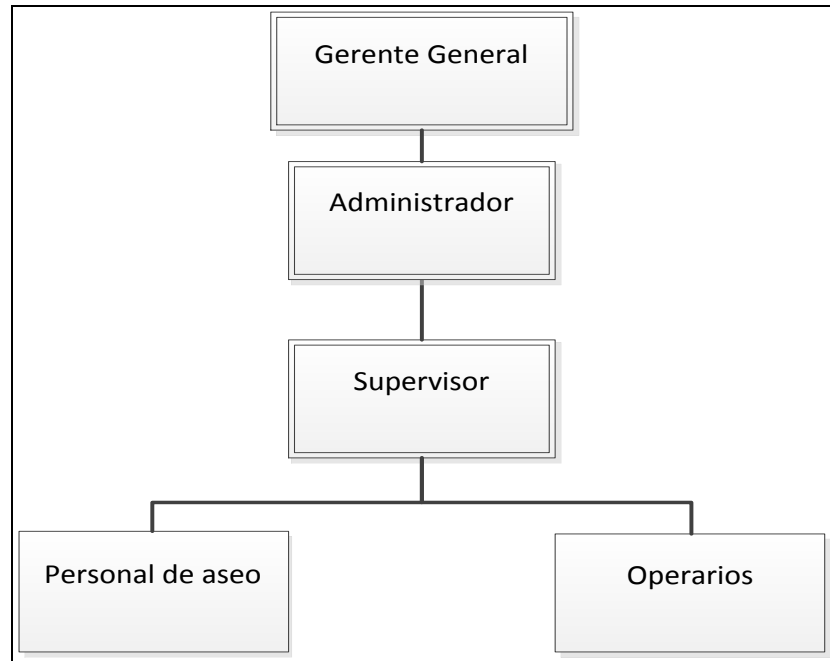 Gerente General
Administrador
Supervisor
Personal de aseo
Operarios